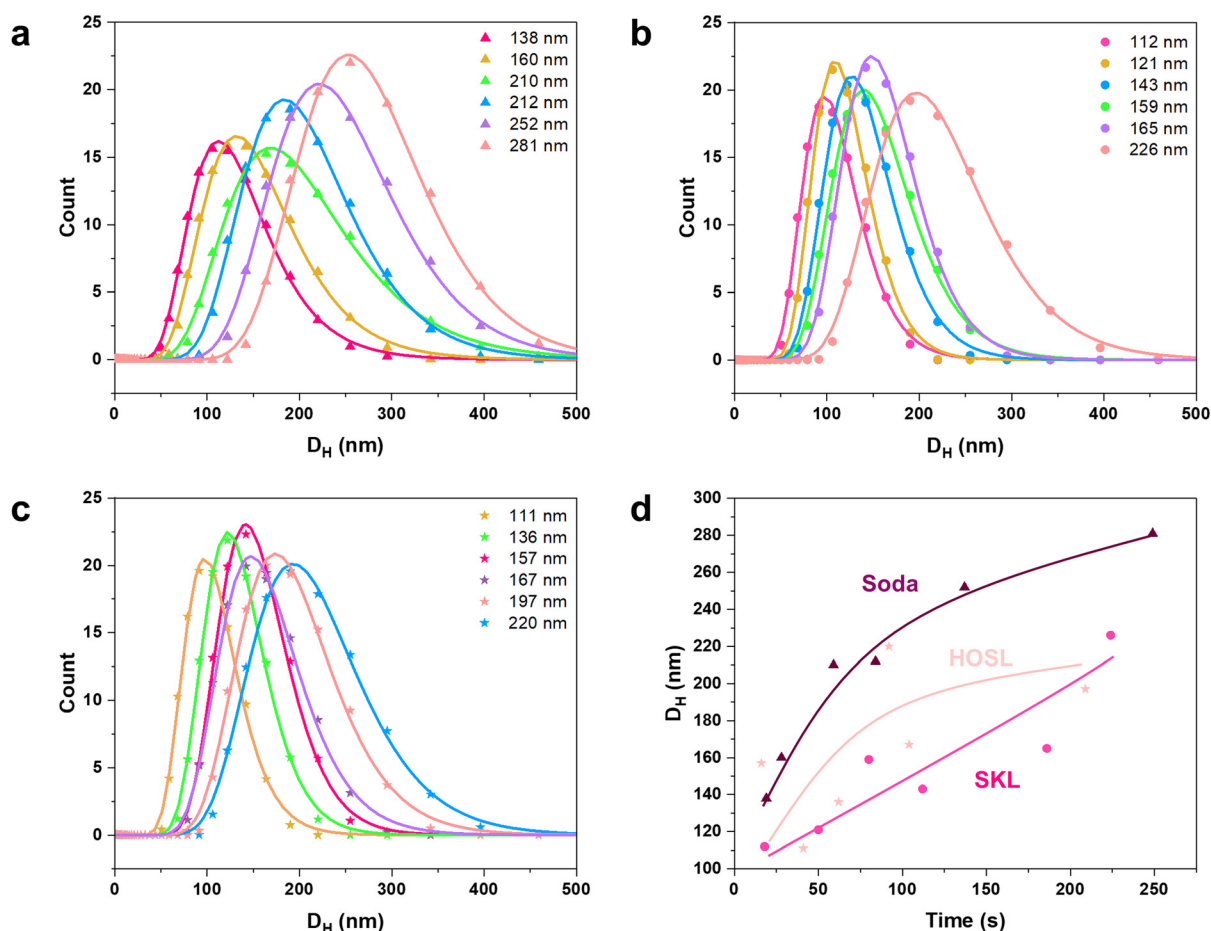 a
25
20
15
10
5
0
Count
0 100 200 300 400 500
D_H (nm)
138 nm
160 nm
210 nm
212 nm
252 nm
281 nm
b
25
20
15
10
5
0
Count
0 100 200 300 400 500
D_H (nm)
112 nm
121 nm
143 nm
159 nm
165 nm
226 nm
c
25
20
15
10
5
0
Count
0 100 200 300 400 500
D_H (nm)
111 nm
136 nm
157 nm
167 nm
197 nm
220 nm
d
300
280
260
240
220
200
180
160
140
120
100
D_H (nm)
0 50 100 150 200 250
Time (s)
Soda
HOSL
SKL